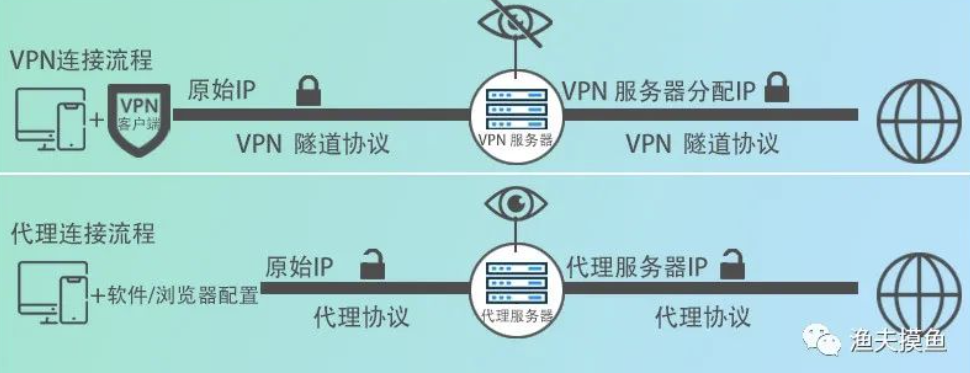 VPN连接流程
原始IP
VPN 服务器分配IP
+
VPN
客户端
VPN 隧道协议
VPN 服务器
VPN 隧道协议
代理连接流程
原始IP
代理服务器IP
+软件/浏览器配置
代理协议
代理服务器
代理协议
渔夫摸鱼